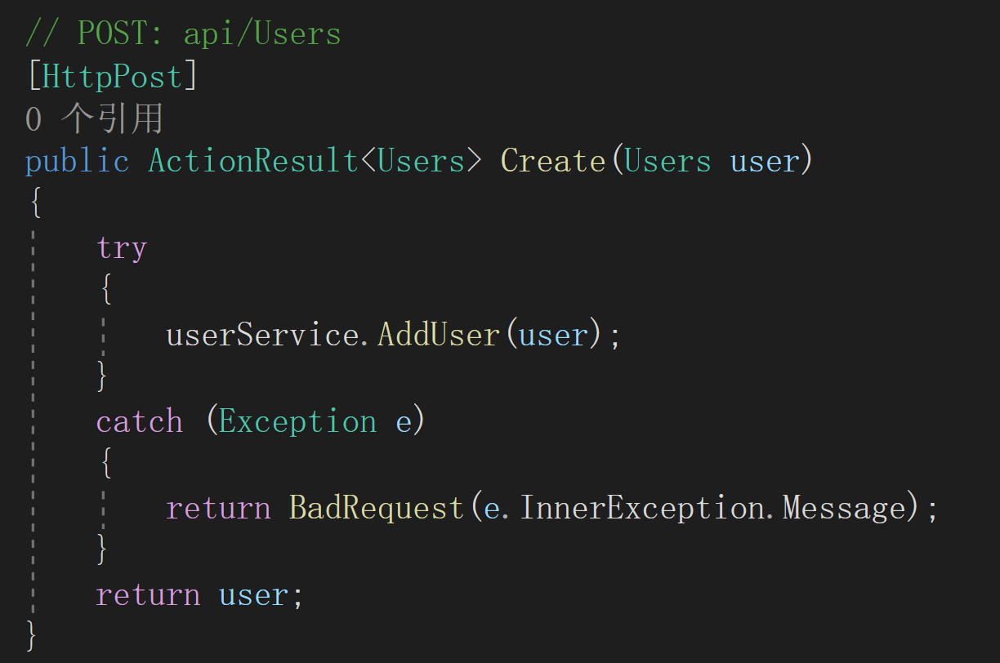 // POST: api/Users
[HttpPost]
0 个引用
public ActionResult<Users> Create(Users user)
{
    try
    {
        userService.AddUser(user);
    }
    catch (Exception e)
    {
        return BadRequest(e.InnerException.Message);
    }
    return user;
}